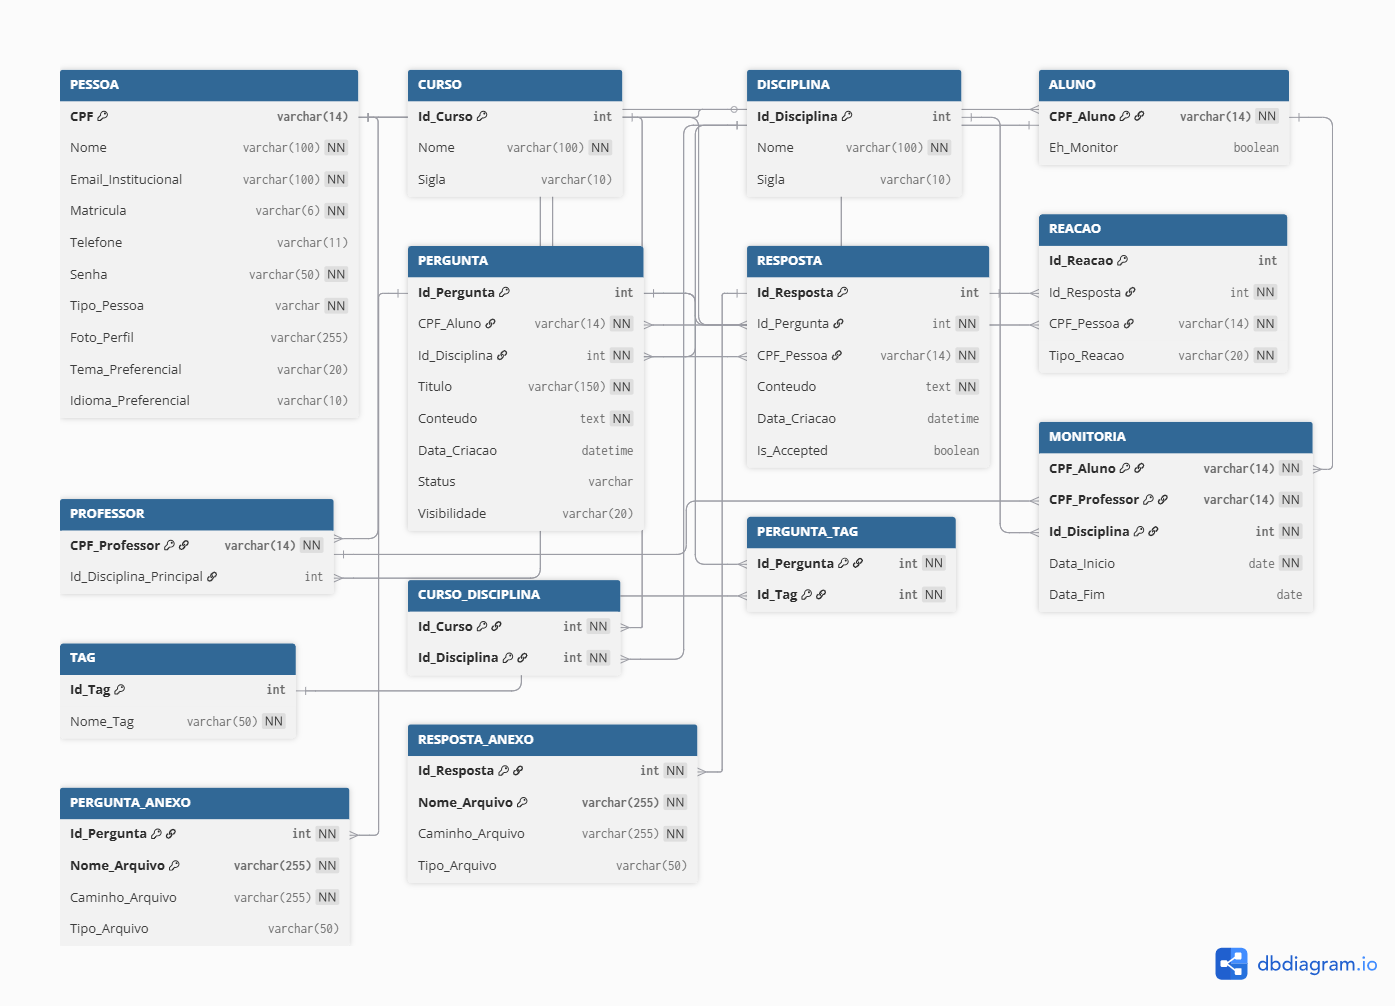 PESSOA
CPF varchar(14)
Nome varchar(100) NN
Email_Institucional varchar(100) NN
Matricula varchar(6) NN
Telefone varchar(11)
Senha varchar(50) NN
Tipo_Pessoa varchar NN
Foto_Perfil varchar(255)
Tema_Preferencial varchar(20)
Idioma_Preferencial varchar(10)
CURSO
Id_Curso int
Nome varchar(100) NN
Sigla varchar(10)
DISCIPLINA
Id_Disciplina int
Nome varchar(100) NN
Sigla varchar(10)
ALUNO
CPF_Aluno varchar(14) NN
Eh_Monitor boolean
PERGUNTA
Id_Pergunta int
CPF_Aluno varchar(14) NN
Id_Disciplina int NN
Titulo varchar(150) NN
Conteudo text NN
Data_Criacao datetime
Status varchar
Visibilidade varchar(20)
RESPOSTA
Id_Resposta int
Id_Pergunta int NN
CPF_Pessoa varchar(14) NN
Conteudo text NN
Data_Criacao datetime
Is_Accepted boolean
REACAO
Id_Reacao int
Id_Resposta int NN
CPF_Pessoa varchar(14) NN
Tipo_Reacao varchar(20) NN
MONITORIA
CPF_Aluno varchar(14) NN
CPF_Professor varchar(14) NN
Id_Disciplina int NN
Data_Inicio date NN
Data_Fim date
PROFESSOR
CPF_Professor varchar(14) NN
Id_Disciplina_Principal int
CURSO_DISCIPLINA
Id_Curso int NN
Id_Disciplina int NN
PERGUNTA_TAG
Id_Pergunta int NN
Id_Tag int NN
TAG
Id_Tag int
Nome_Tag varchar(50) NN
RESPOSTA_ANEXO
Id_Resposta int NN
Nome_Arquivo varchar(255) NN
Caminho_Arquivo varchar(255) NN
Tipo_Arquivo varchar(50)
PERGUNTA_ANEXO
Id_Pergunta int NN
Nome_Arquivo varchar(255) NN
Caminho_Arquivo varchar(255) NN
Tipo_Arquivo varchar(50)
dbdiagram.io